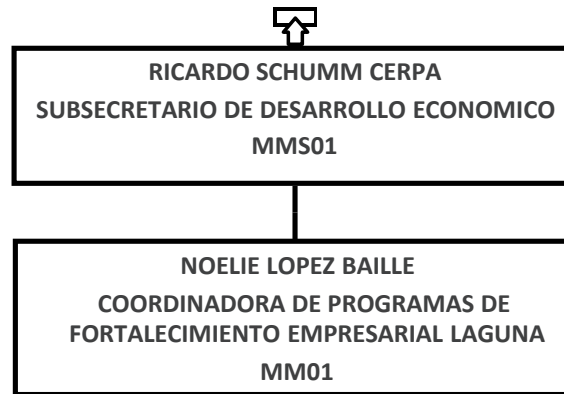 RICARDO SCHUMM CERPA
SUBSECRETARIO DE DESARROLLO ECONOMICO
MMS01
NOELIE LOPEZ BAILLE
COORDINADORA DE PROGRAMAS DE
FORTALECIMIENTO EMPRESARIAL LAGUNA
MM01